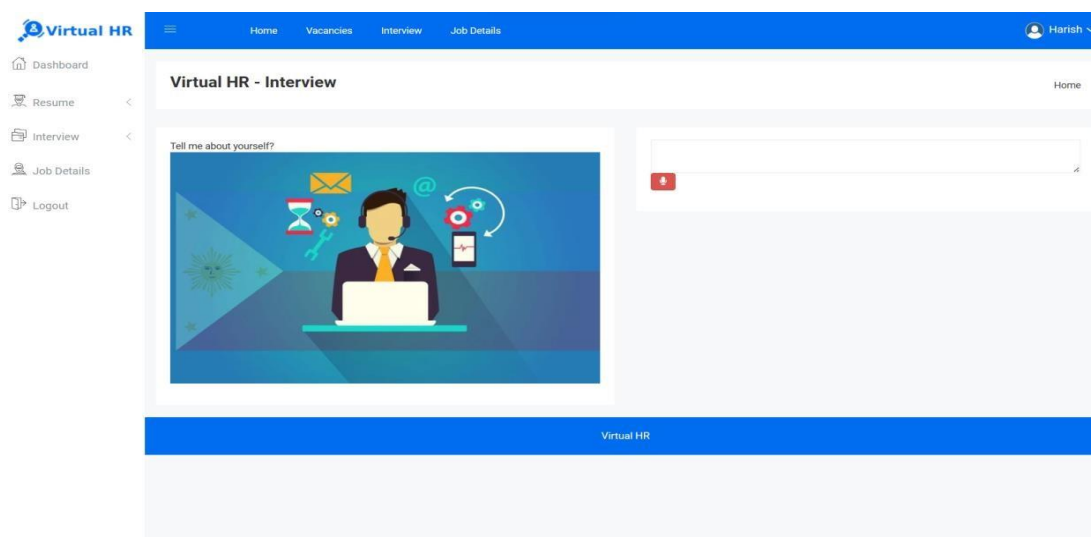 Virtual HR
Home Vacancies Interview Job Details
Harish
Dashboard
Resume
Interview
Job Details
Logout
Virtual HR - Interview
Home
Tell me about yourself?
@
Virtual HR